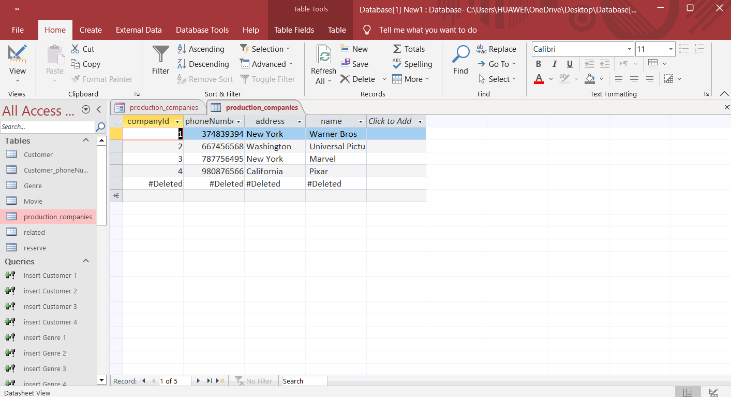 Table Tools
Database[1] New1 : Database- C:\Users\HUAWEI\OneDrive\Desktop\Database[...
File Home Create External Data Database Tools Help Table Fields Table Tell me what you want to do
View
Views
Paste
Cut
Copy
Format Painter
Clipboard
Filter
Ascending
Descending
Remove Sort
Selection
Advanced
Toggle Filter
Sort & Filter
Refresh
All
New
Save
Delete
Totals
Spelling
More
Records
Find
Replace
Go To
Select
Find
Calibri 11
B I U
A
Text Formatting
All Access ...
Search...
Tables
Customer
Customer_phoneNu...
Genre
Movie
production_companies
related
reserve
Queries
insert Customer 1
insert Customer 2
insert Customer 3
insert Customer 4
insert Genre 1
insert Genre 2
insert Genre 3
insert Genre 4
production_companies production_companies
companyId phoneNumb address name Click to Add
1 374839394 New York Warner Bros
2 667456568 Washington Universal Pictu
3 787756495 New York Marvel
4 980876566 California Pixar
#Deleted #Deleted #Deleted #Deleted
Record: 1 of 5 No Filter Search
Datasheet View